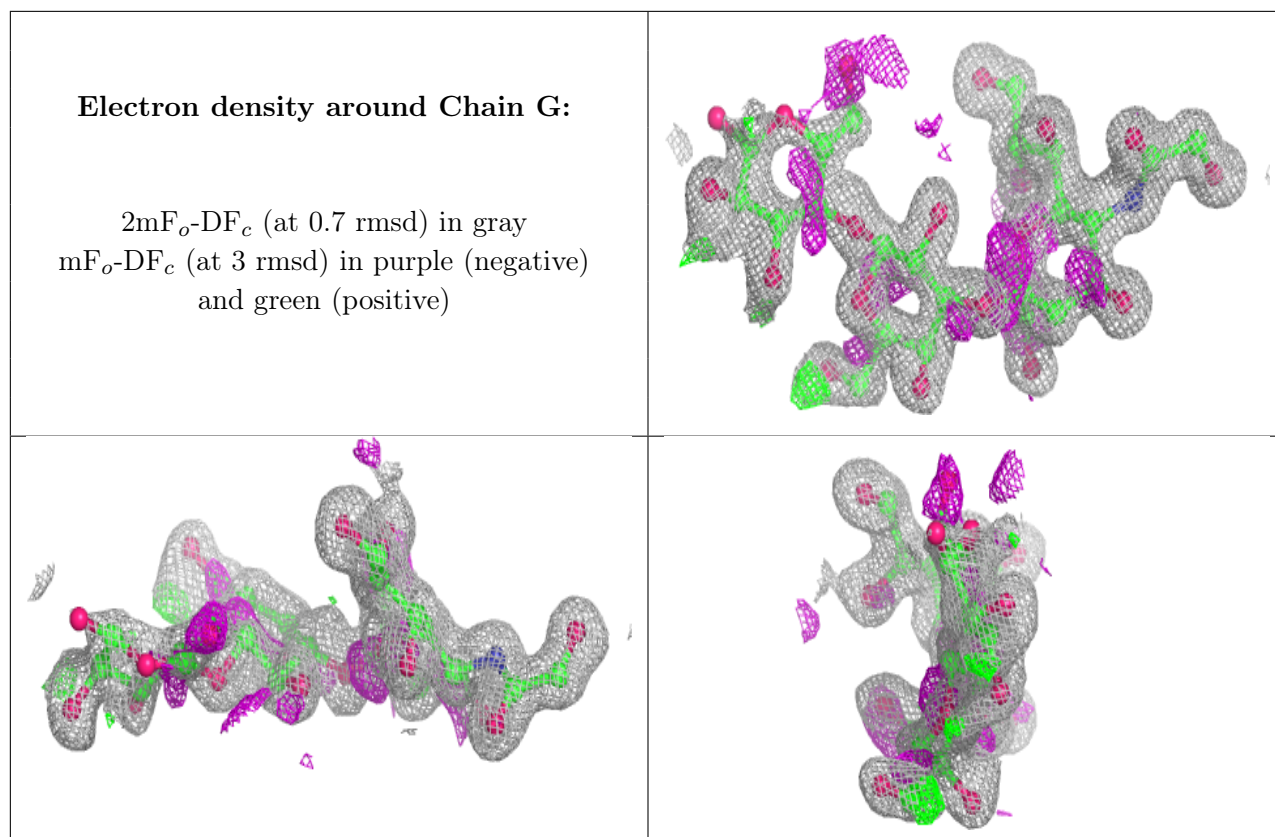 Electron density around Chain G:
2mFo-DFc (at 0.7 rmsd) in gray
mFo-DFc (at 3 rmsd) in purple (negative)
and green (positive)